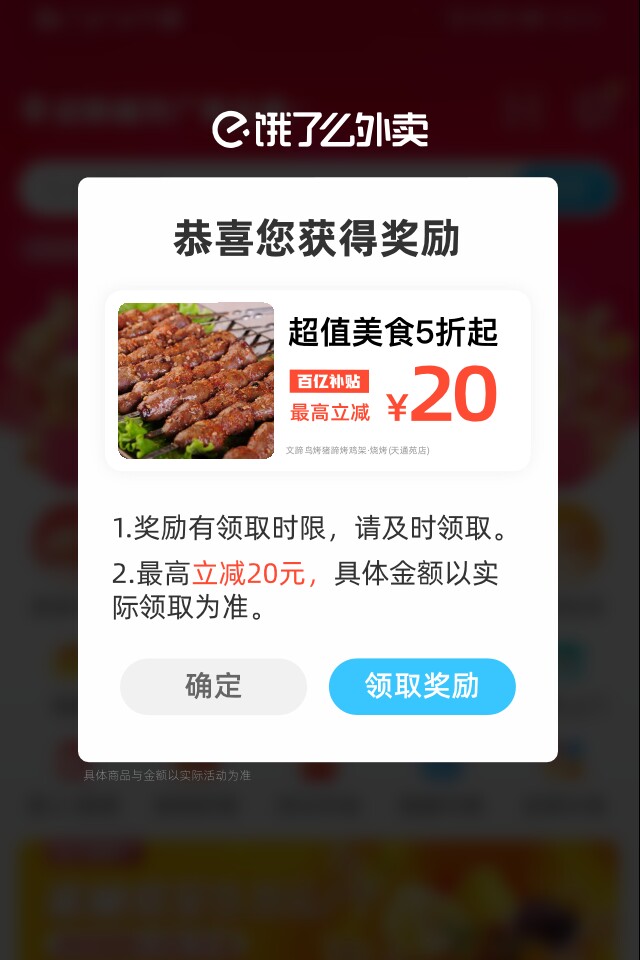 饿了么外卖
恭喜您获得奖励
超值美食5折起
百亿补贴
最高立减 ¥20
文蹄鸟烤猪蹄烤鸡架·烧烤(天通苑店)
1.奖励有领取时限，请及时领取。
2.最高立减20元，具体金额以实
际领取为准。
确定 领取奖励
具体商品与金额以实际活动为准